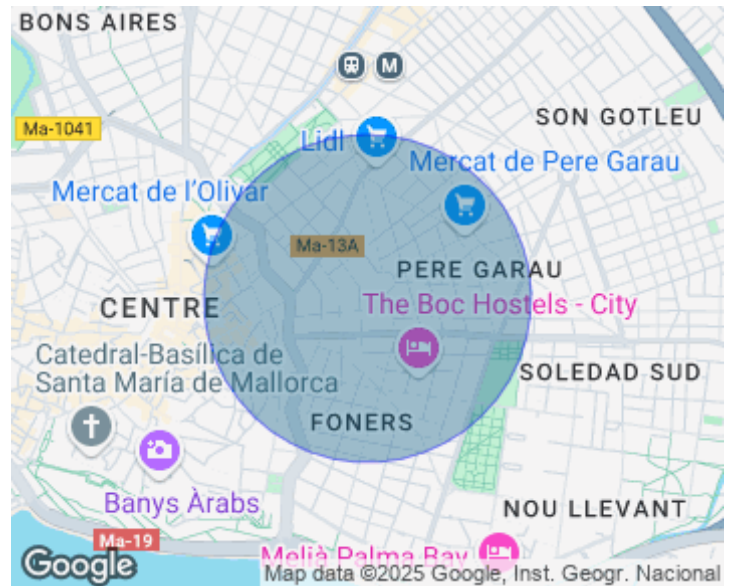 BONS AIRES
M
SON GOTLEU
Ma-1041
Lidl
Mercat de Pere Garau
Mercat de l'Olivar
Ma-13A
PERE GARAU
CENTRE
The Boc Hostels - City
Catedral-Basílica de
Santa María de Mallorca
SOLEDAD SUD
FONERS
Banys Àrabs
NOU LLEVANT
Ma-19
Melià Palma Bay
Google
Map data ©2025 Google, Inst. Geogr. Nacional